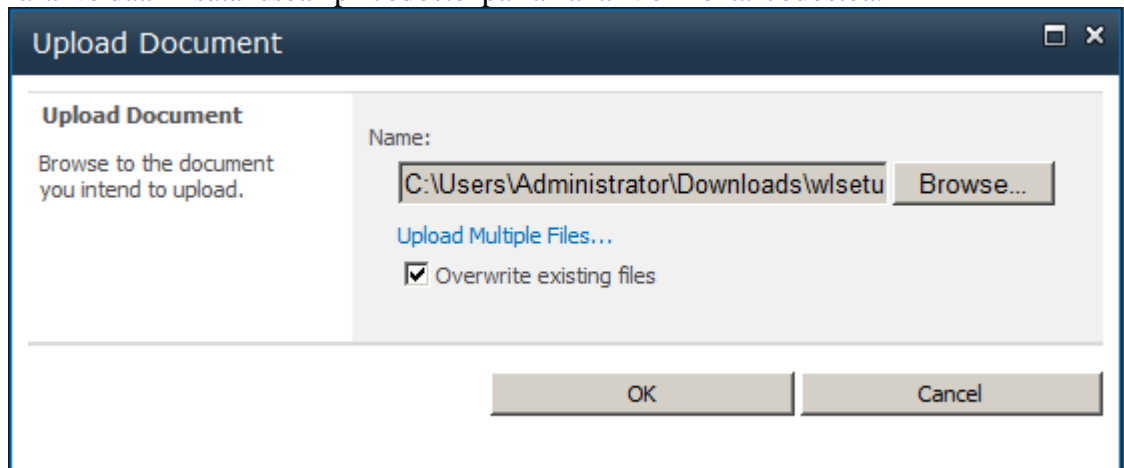 Upload Document
Upload Document
Browse to the document
you intend to upload.
Name:
C:\Users\Administrator\Downloads\wlsetu
Browse...
Upload Multiple Files...
Overwrite existing files
OK
Cancel